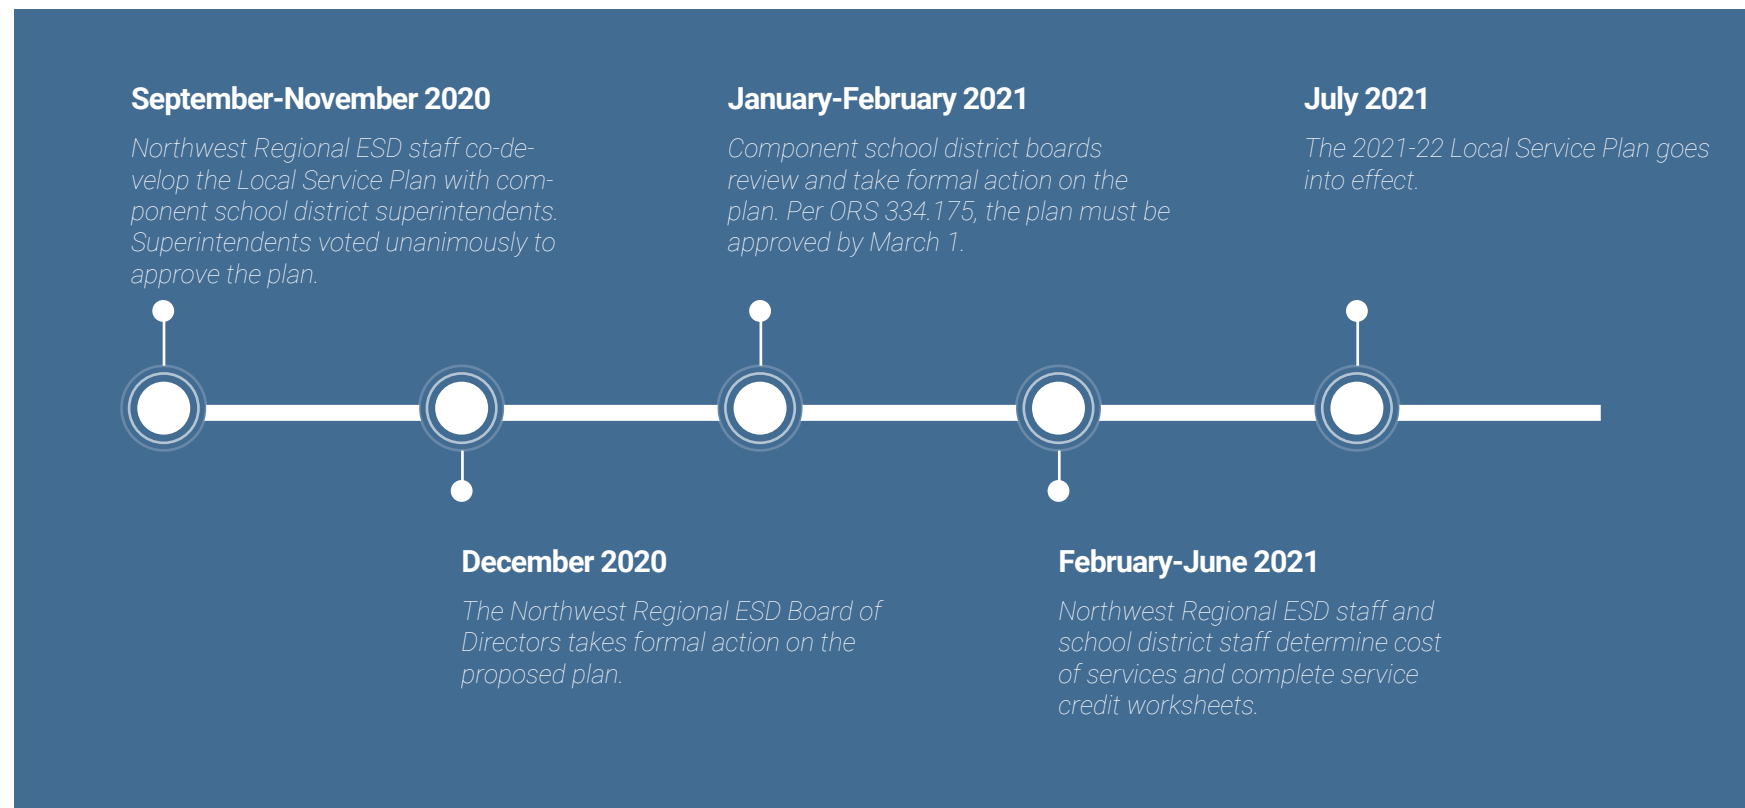 September-November 2020
Northwest Regional ESD staff co-de-
velop the Local Service Plan with com-
ponent school district superintendents.
Superintendents voted unanimously to
approve the plan.
January-February 2021
Component school district boards
review and take formal action on the
plan. Per ORS 334.175, the plan must be
approved by March 1.
July 2021
The 2021-22 Local Service Plan goes
into effect.
December 2020
The Northwest Regional ESD Board of
Directors takes formal action on the
proposed plan.
February-June 2021
Northwest Regional ESD staff and
school district staff determine cost
of services and complete service
credit worksheets.